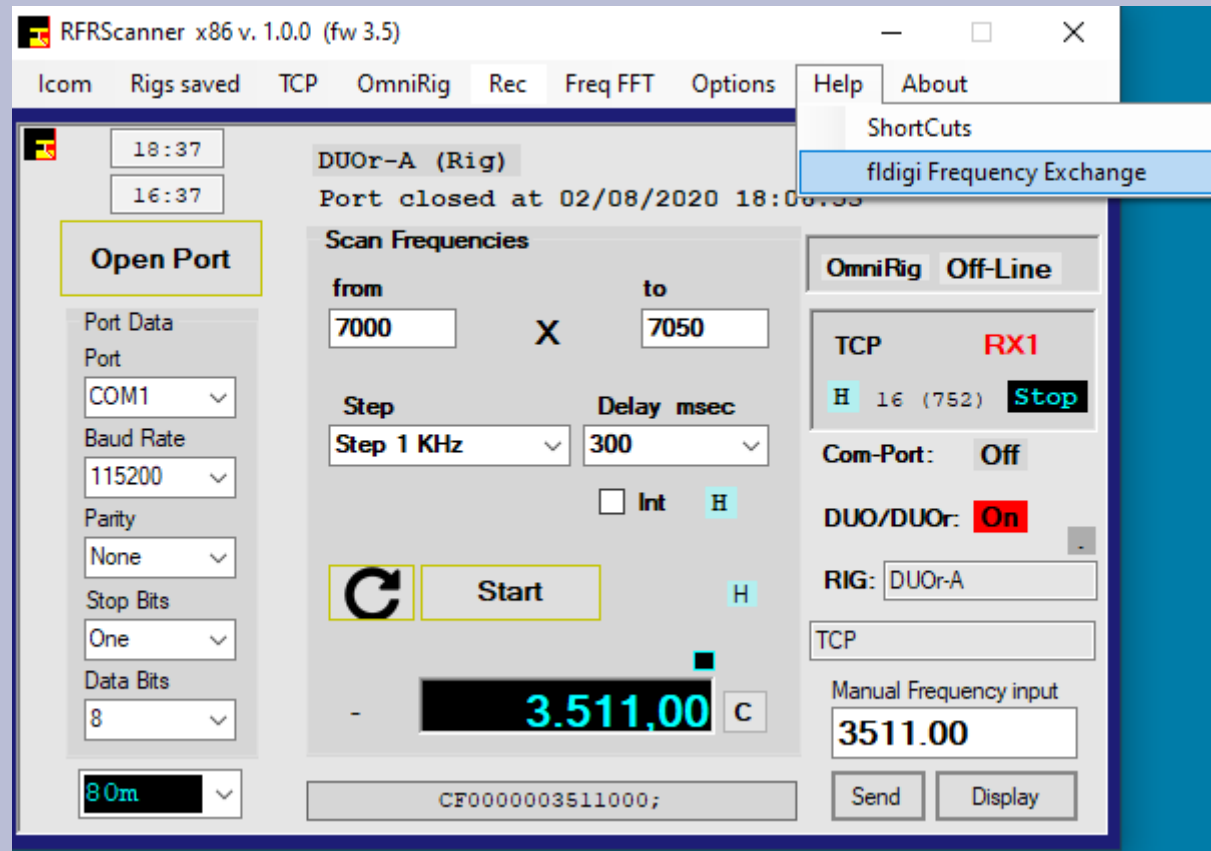 RFRScanner x86 v. 1.0.0 (fw 3.5)
Icom Rigs saved TCP OmniRig Rec Freq FFT Options Help About
ShortCuts
fldigi Frequency Exchange
18:37
16:37
DUOr-A (Rig)
Port closed at 02/08/2020 18:06:55
Open Port
Port Data
Port
COM1
Baud Rate
115200
Parity
None
Stop Bits
One
Data Bits
8
80m
Scan Frequencies
from to
7000 X 7050
Step Delay msec
Step 1 KHz 300
Int H
Start H
- 3.511,00 C
CF0000003511000;
OmniRig Off-Line
TCP RX1
H 16 (752) Stop
Com-Port: Off
DUO/DUOr: On
.
RIG: DUOr-A
TCP
Manual Frequency input
3511.00
Send Display